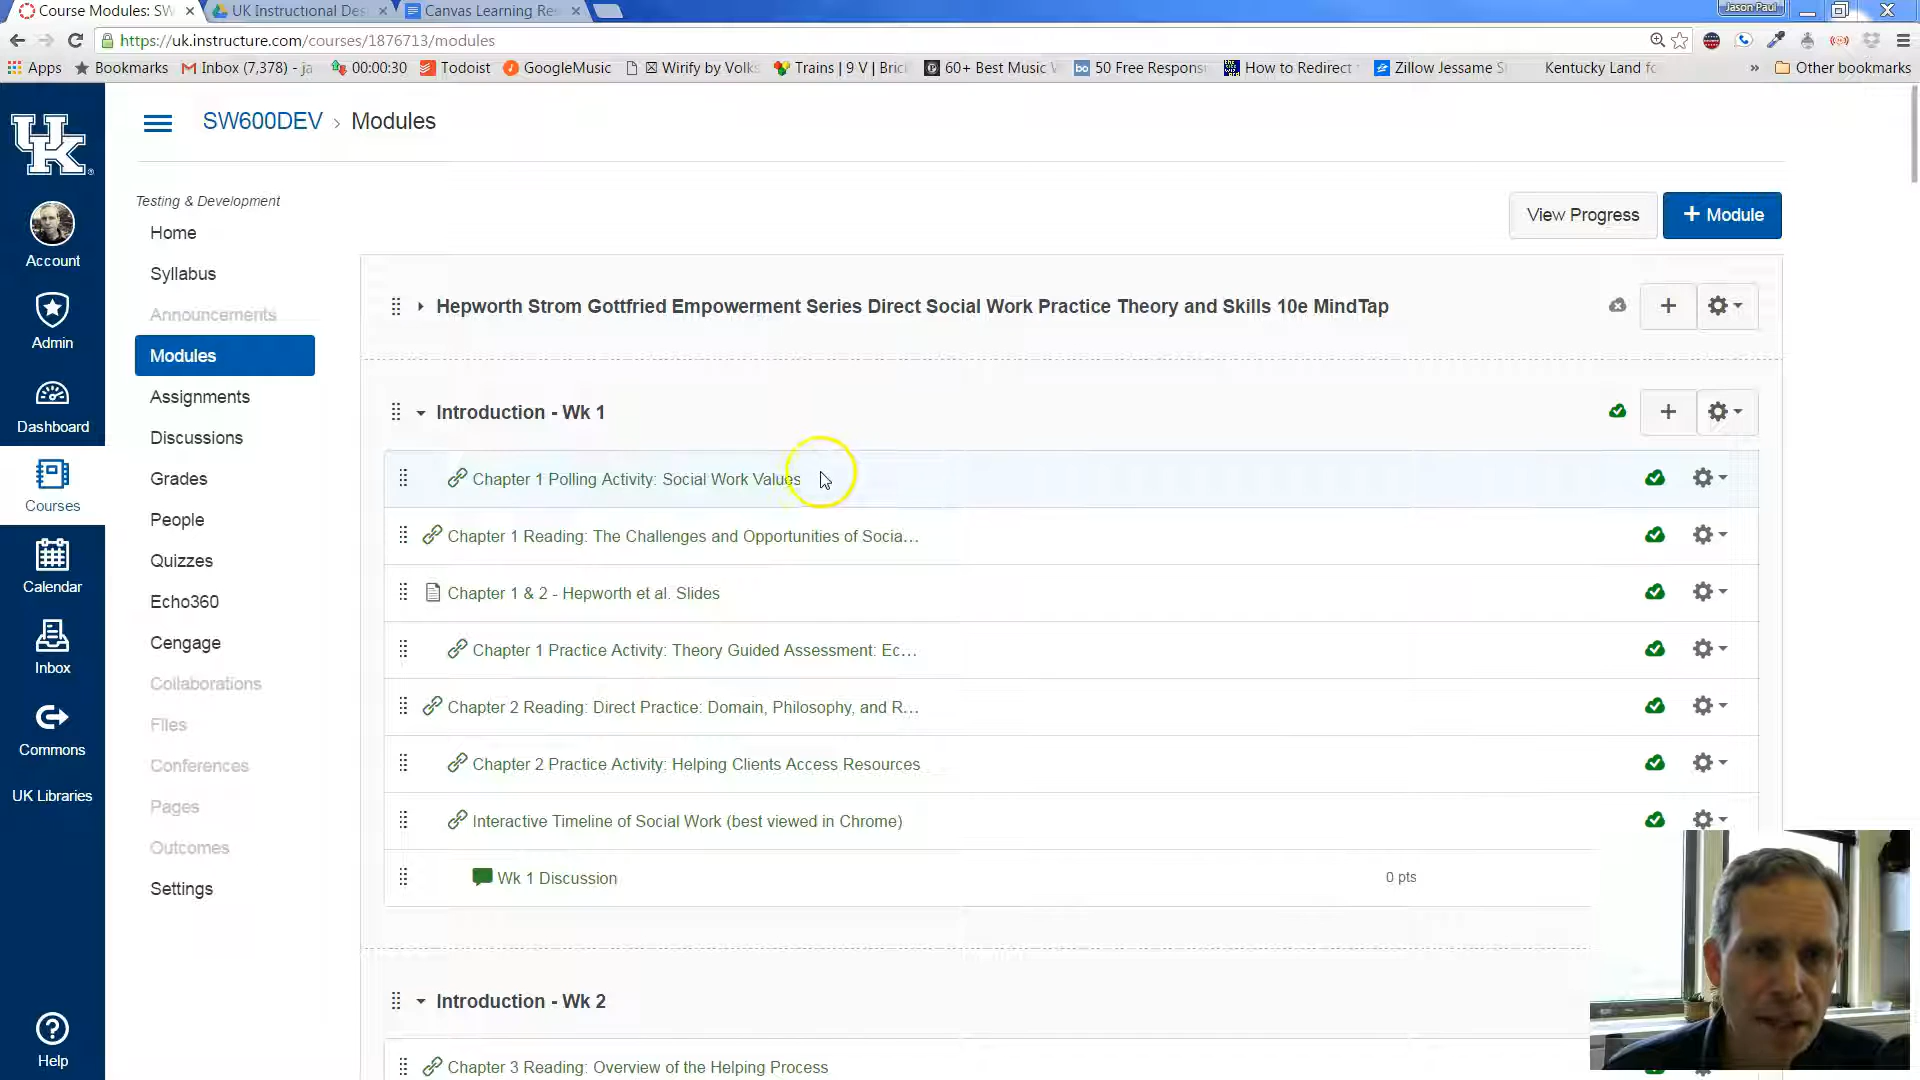 Course Modules: SW
UK Instructional Des
Canvas Learning Re
Jason Paul
https://uk.instructure.com/courses/1876713/modules
Apps
Bookmarks
Inbox (7,378) - ja
00:00:30
Todoist
GoogleMusic
Wirify by Volks
Trains | 9 V | Brick
60+ Best Music V
50 Free Respons
How to Redirect
Zillow Jessame S
Kentucky Land fo
»
Other bookmarks
UK
SW600DEV › Modules
Testing & Development
View Progress
+ Module
Account
Admin
Dashboard
Courses
Calendar
Inbox
Commons
UK Libraries
Help
Home
Syllabus
Announcements
Modules
Assignments
Discussions
Grades
People
Quizzes
Echo360
Cengage
Collaborations
Files
Conferences
Pages
Outcomes
Settings
Hepworth Strom Gottfried Empowerment Series Direct Social Work Practice Theory and Skills 10e MindTap
Introduction - Wk 1
Chapter 1 Polling Activity: Social Work Values
Chapter 1 Reading: The Challenges and Opportunities of Socia…
Chapter 1 & 2 - Hepworth et al. Slides
Chapter 1 Practice Activity: Theory Guided Assessment: Ec…
Chapter 2 Reading: Direct Practice: Domain, Philosophy, and R…
Chapter 2 Practice Activity: Helping Clients Access Resources
Interactive Timeline of Social Work (best viewed in Chrome)
Wk 1 Discussion
0 pts
Introduction - Wk 2
Chapter 3 Reading: Overview of the Helping Process